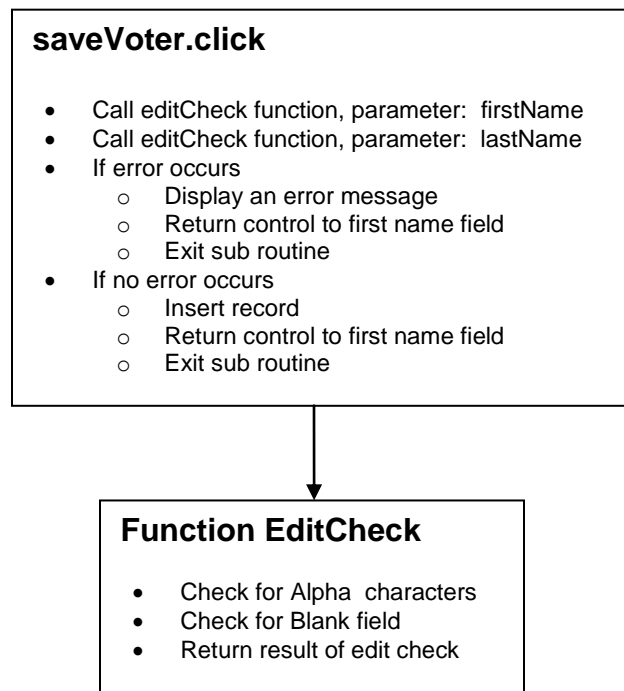 saveVoter.click
• Call editCheck function, parameter: firstName
• Call editCheck function, parameter: lastName
• If error occurs
o Display an error message
o Return control to first name field
o Exit sub routine
• If no error occurs
o Insert record
o Return control to first name field
o Exit sub routine
Function EditCheck
• Check for Alpha characters
• Check for Blank field
• Return result of edit check